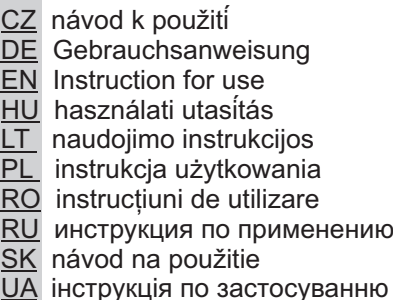 CZ návod k použití
DE Gebrauchsanweisung
EN Instruction for use
HU használati utasítás
LT naudojimo instrukcijos
PL instrukcja użytkowania
RO instrucțiuni de utilizare
RU инструкция по применению
SK návod na použitie
UA інструкція по застосуванню